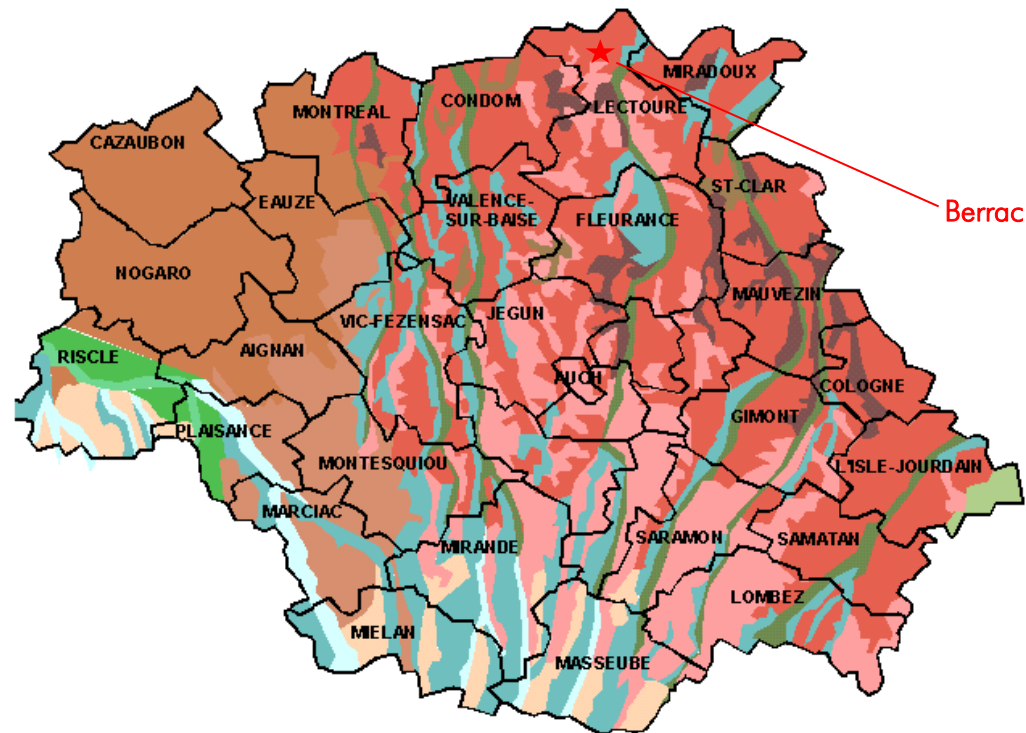 MIRADOUX
MONTREAL
CONDOM
LECTOURE
CAZAUBON
ST-CLAR
EAUZE
VALENCE-
SUR-BAISE
FLEURANCE
Berrac
NOGARO
MAUVEZIN
VIC-FEZENSAC
JEGUN
RISCLE
AIGNAN
AUCH
COLOGNE
GIMONT
PLAISANCE
MONTESQUIOU
L'ISLE-JOURDAIN
MARCIAC
MIRANDE
SARAMON
SAMATAN
LOMBEZ
MIELAN
MASSEUBE